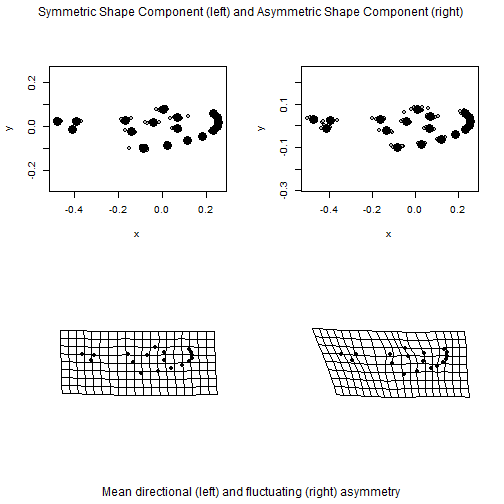 Symmetric Shape Component (left) and Asymmetric Shape Component (right)
y
0.2
0.0
-0.2
-0.4 -0.2 0.0 0.2
x
y
0.1
-0.1
-0.3
-0.4 -0.2 0.0 0.2
x
Mean directional (left) and fluctuating (right) asymmetry